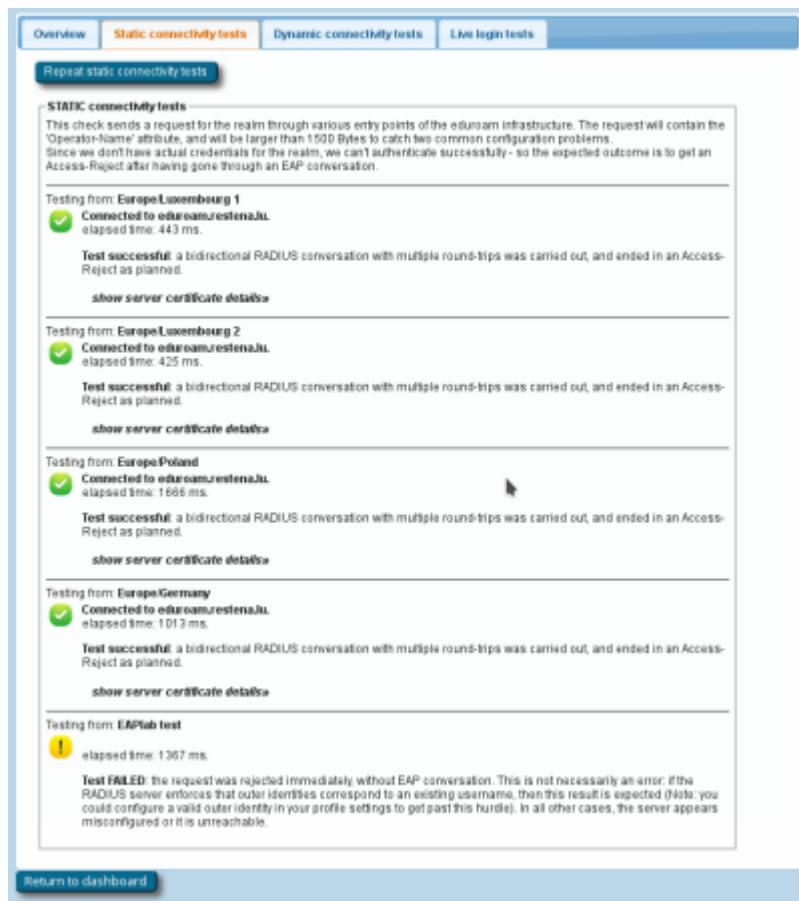 Overview Static connectivity tests Dynamic connectivity tests Live login tests
Repeat static connectivity tests
STATIC connectivity tests
This check sends a request for the realm through various entry points of the eduroam infrastructure. The request will contain the
'Operator-Name' attribute, and will be larger than 1500 Bytes to catch two common configuration problems.
Since we don't have actual credentials for the realm, we can't authenticate successfully - so the expected outcome is to get an
Access-Reject after having gone through an EAP conversation.
Testing from: Europe/Luxembourg 1
Connected to eduroam.restena.lu.
elapsed time: 443 ms.
Test successful: a bidirectional RADIUS conversation with multiple round-trips was carried out, and ended in an Access-
Reject as planned.
show server certificate details»
Testing from: Europe/Luxembourg 2
Connected to eduroam.restena.lu.
elapsed time: 425 ms.
Test successful: a bidirectional RADIUS conversation with multiple round-trips was carried out, and ended in an Access-
Reject as planned.
show server certificate details»
Testing from: Europe/Poland
Connected to eduroam.restena.lu.
elapsed time: 1666 ms.
Test successful: a bidirectional RADIUS conversation with multiple round-trips was carried out, and ended in an Access-
Reject as planned.
show server certificate details»
Testing from: Europe/Germany
Connected to eduroam.restena.lu.
elapsed time: 1013 ms.
Test successful: a bidirectional RADIUS conversation with multiple round-trips was carried out, and ended in an Access-
Reject as planned.
show server certificate details»
Testing from: EAPlab test
elapsed time: 1367 ms.
Test FAILED: the request was rejected immediately, without EAP conversation. This is not necessarily an error: if the
RADIUS server enforces that outer identities correspond to an existing username, then this result is expected (Note: you
could configure a valid outer identity in your profile settings to get past this hurdle). In all other cases, the server appears
misconfigured or it is unreachable.
Return to dashboard